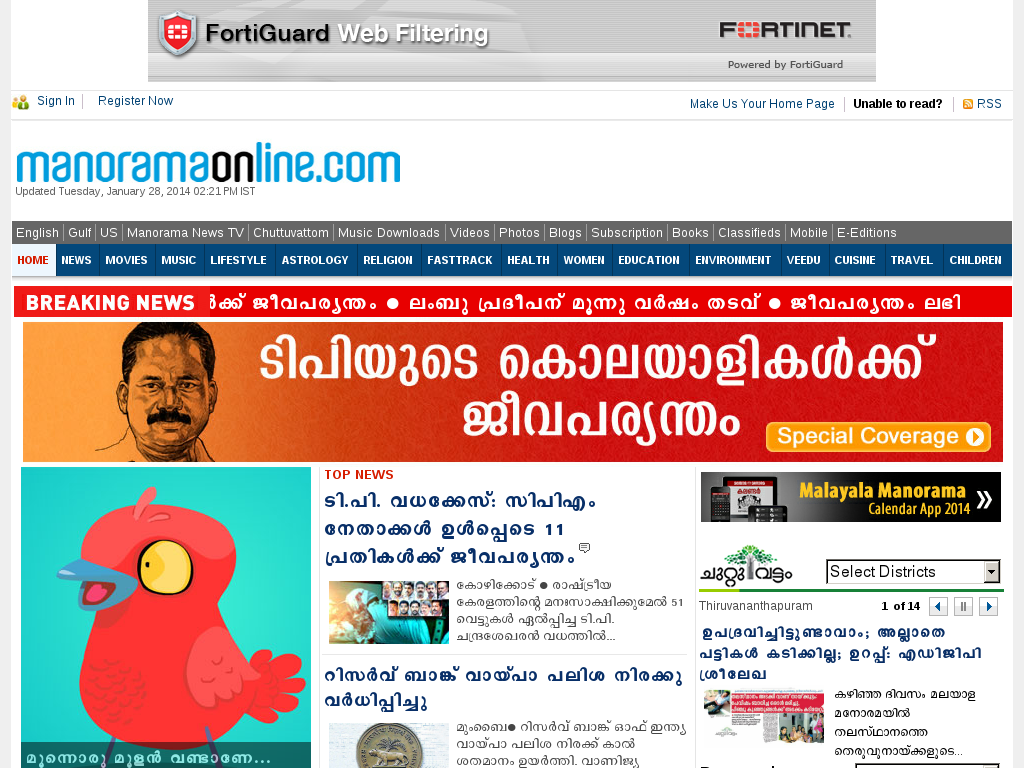 FortiGuard Web Filtering
FORTINET
Powered by FortiGuard
Sign In Register Now Make Us Your Home Page Unable to read? RSS
manoramaonline.com
Updated Tuesday, January 28, 2014 02:21 PM IST
English Gulf US Manorama News TV Chuttuvattom Music Downloads Videos Photos Blogs Subscription Books Classifieds Mobile E-Editions
HOME NEWS MOVIES MUSIC LIFESTYLE ASTROLOGY RELIGION FASTTRACK HEALTH WOMEN EDUCATION ENVIRONMENT VEEDU CUISINE TRAVEL CHILDREN
BREAKING NEWS ർക്ക് ജീവപര്യന്തം ● ലംബു പ്രദീപന് മൂന്നു വർഷം തടവ് ● ജീവപര്യന്തം ലഭി
ടിപിയുടെ കൊലയാളികൾക്ക്
ജീവപര്യന്തം
Special Coverage
മൂന്നൊരു മൂളൻ വണ്ടാണേ...
TOP NEWS
ടി.പി. വധക്കേസ്: സിപിഎം
നേതാക്കൾ ഉൾപ്പെടെ 11
പ്രതികൾക്ക് ജീവപര്യന്തം
കോഴിക്കോട് ● രാഷ്ട്രീയ
കേരളത്തിന്റെ മനഃസാക്ഷിക്കുമേൽ 51
വെട്ടുകൾ ഏൽപ്പിച്ച ടി.പി.
ചന്ദ്രശേഖരൻ വധത്തിൽ...
റിസർവ് ബാങ്ക് വായ്പാ പലിശ നിരക്കു
വർധിപ്പിച്ചു
മുംബൈ● റിസർവ് ബാങ്ക് ഓഫ് ഇന്ത്യ
വായ്പാ പലിശ നിരക്ക് കാൽ
ശതമാനം ഉയർത്തി. വാണിജ്യ
Malayala Manorama
Calendar App 2014
ചുറ്റുവട്ടം
Select Districts
Thiruvananthapuram 1 of 14
ഉപദ്രവിച്ചിട്ടുണ്ടാവാം; അല്ലാതെ
പട്ടികൾ കടിക്കില്ല; ഉറപ്പ്: എഡിജിപി
ശ്രീലേഖ
കഴിഞ്ഞ ദിവസം മലയാള
മനോരമയിൽ
തലസ്ഥാനത്തെ
തെരുവുനായ്ക്കളുടെ...